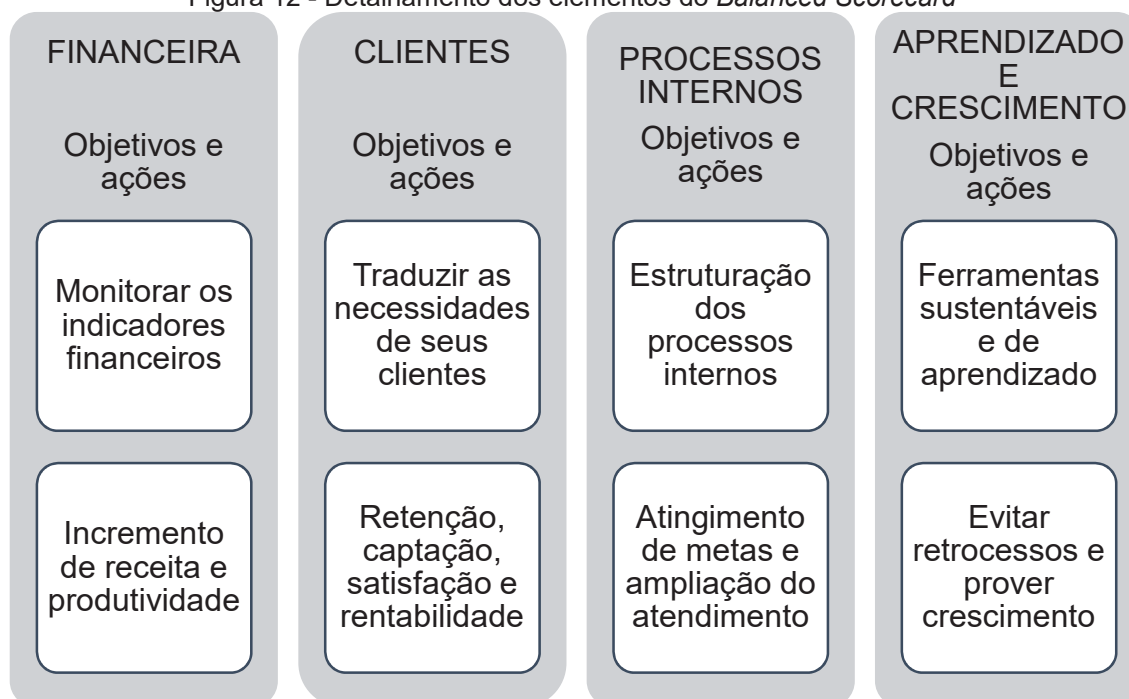 Figura 12 - Detalhamento dos elementos do Balanced Scorecard
FINANCEIRA
Objetivos e
ações
Monitorar os
indicadores
financeiros
Incremento
de receita e
produtividade
CLIENTES
Objetivos e
ações
Traduzir as
necessidades
de seus
clientes
Retenção,
captação,
satisfação e
rentabilidade
PROCESSOS
INTERNOS
Objetivos e
ações
Estruturação
dos
processos
internos
Atingimento
de metas e
ampliação do
atendimento
APRENDIZADO
E
CRESCIMENTO
Objetivos e
ações
Ferramentas
sustentáveis
e de
aprendizado
Evitar
retrocessos e
prover
crescimento